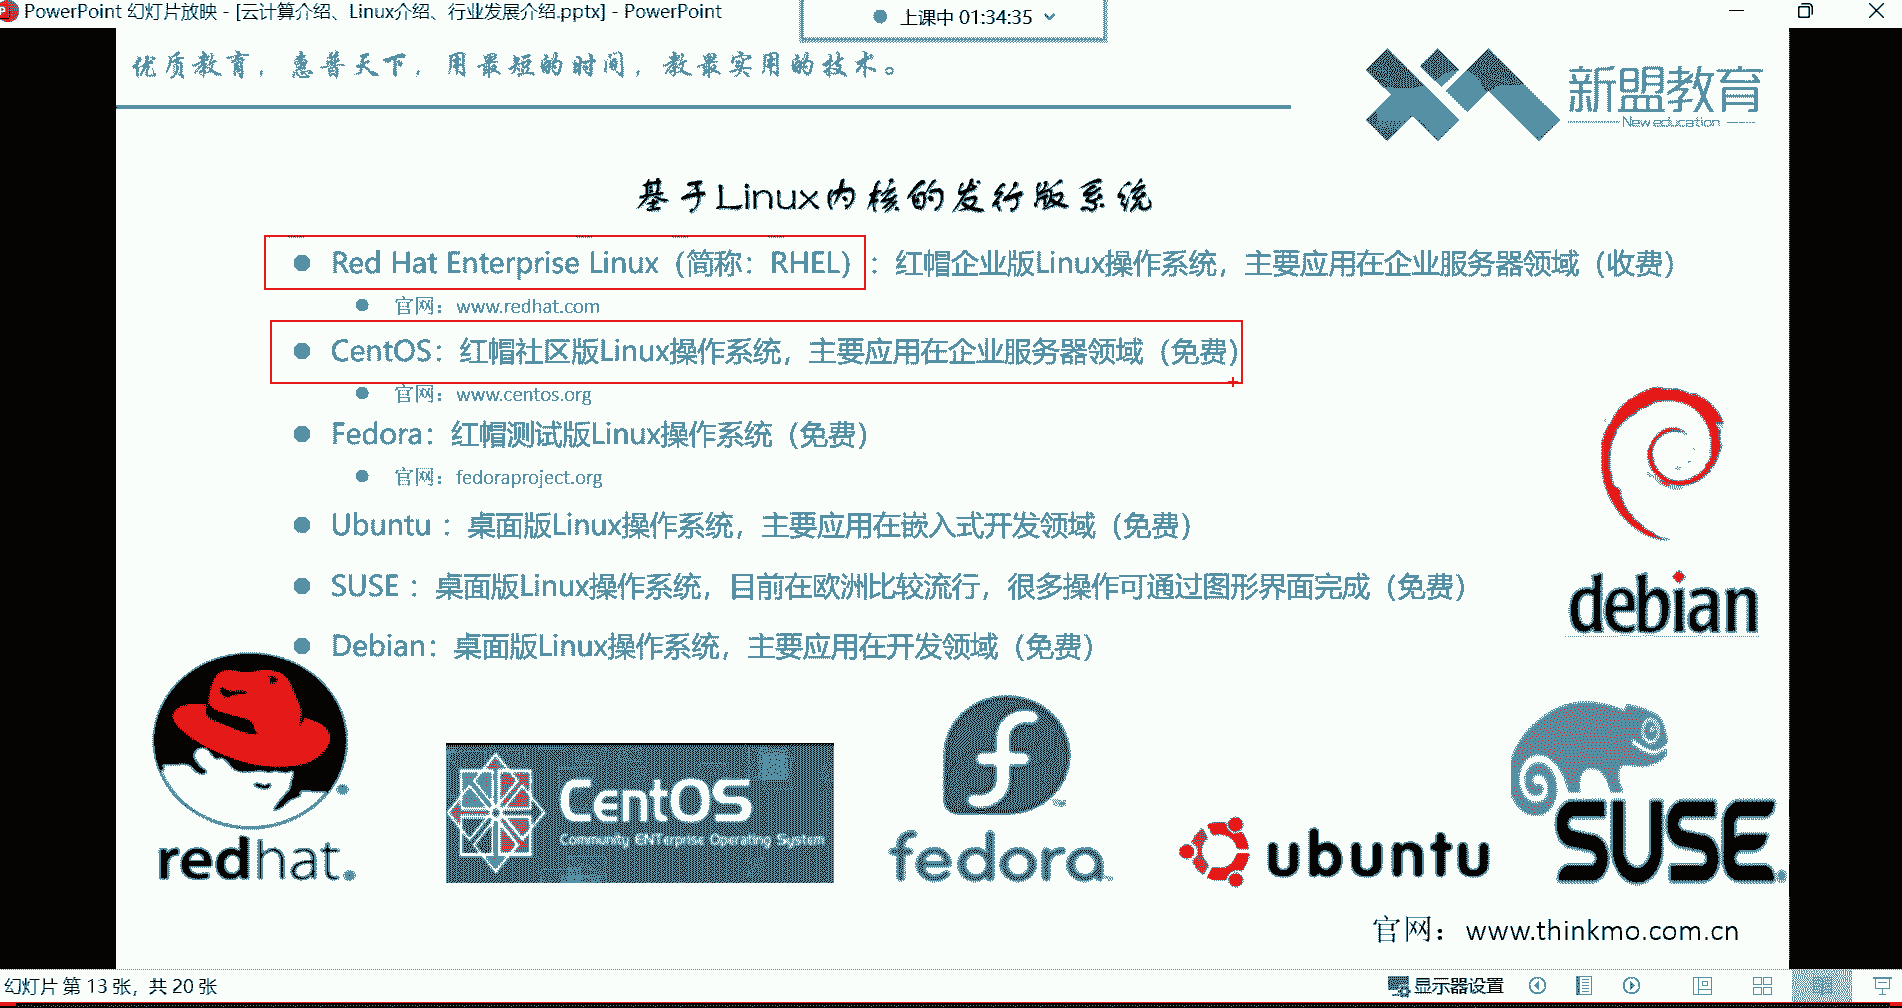 PowerPoint 幻灯片放映 - [云计算介绍、Linux介绍、行业发展介绍.pptx] - PowerPoint
上课中 01:34:35
优质教育，惠普天下，用最短的时间，教最实用的技术。
新盟教育
New education
基于Linux内核的发行版系统
Red Hat Enterprise Linux（简称：RHEL）：红帽企业版Linux操作系统，主要应用在企业服务器领域（收费）
官网：www.redhat.com
CentOS：红帽社区版Linux操作系统，主要应用在企业服务器领域（免费）
官网：www.centos.org
Fedora：红帽测试版Linux操作系统（免费）
官网：fedoraproject.org
Ubuntu ：桌面版Linux操作系统，主要应用在嵌入式开发领域（免费）
SUSE ：桌面版Linux操作系统，目前在欧洲比较流行，很多操作可通过图形界面完成（免费）
Debian：桌面版Linux操作系统，主要应用在开发领域（免费）
debian
redhat.
CentOS
Community ENTerprise Operating System
fedora
ubuntu
SUSE
官网：www.thinkmo.com.cn
幻灯片 第 13 张，共 20 张
显示器设置